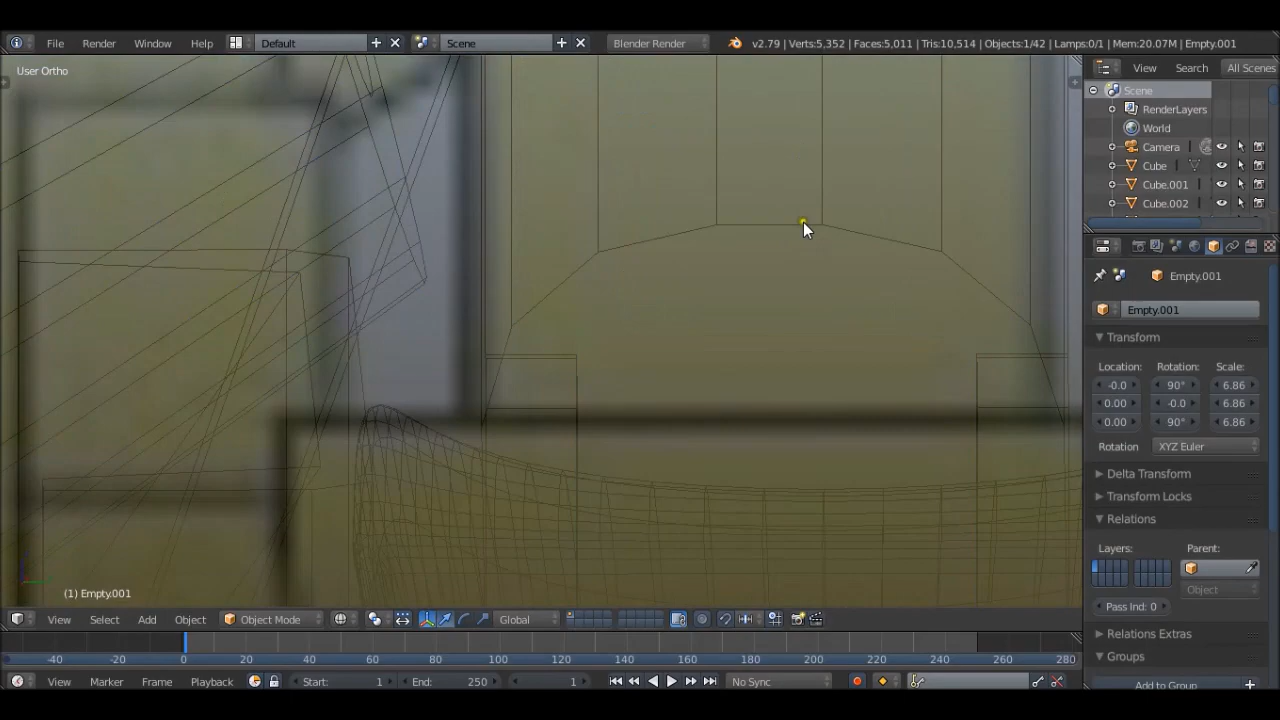 File Render Window Help Default Scene Blender Render v2.79 | Verts:5,352 | Faces:5,011 | Tris:10,514 | Objects:1/42 | Lamps:0/1 | Mem:20.07M | Empty.001
User Ortho
View Search All Scenes
Scene
RenderLayers
World
Camera
Cube
Cube.001
Cube.002
Empty.001
Empty.001
Transform
Location: Rotation: Scale:
-0.0 90° 6.86
0.00 -0.0 6.86
0.00 90° 6.86
Rotation XYZ Euler
Delta Transform
Transform Locks
Relations
Layers: Parent:
Object
Pass Ind: 0
Relations Extras
Groups
Add to Group
(1) Empty.001
View Select Add Object Object Mode Global
-40 -20 0 20 40 60 80 100 120 140 160 180 200 220 240 260 280
View Marker Frame Playback Start: 1 End: 250 1 No Sync